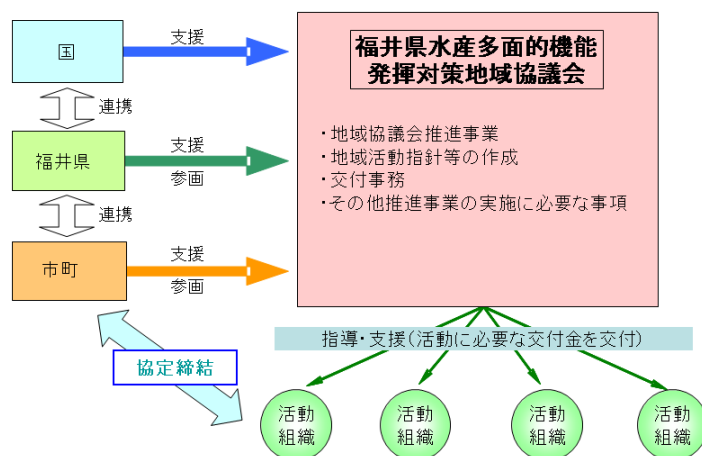 国
支援
福井県水産多面的機能
発揮対策地域協議会
連携
・地域協議会推進事業
・地域活動指針等の作成
・交付事務
・その他推進事業の実施に必要な事項
福井県
支援
参画
連携
市町
支援
参画
指導・支援(活動に必要な交付金を交付)
協定締結
活動
組織
活動
組織
活動
組織
活動
組織